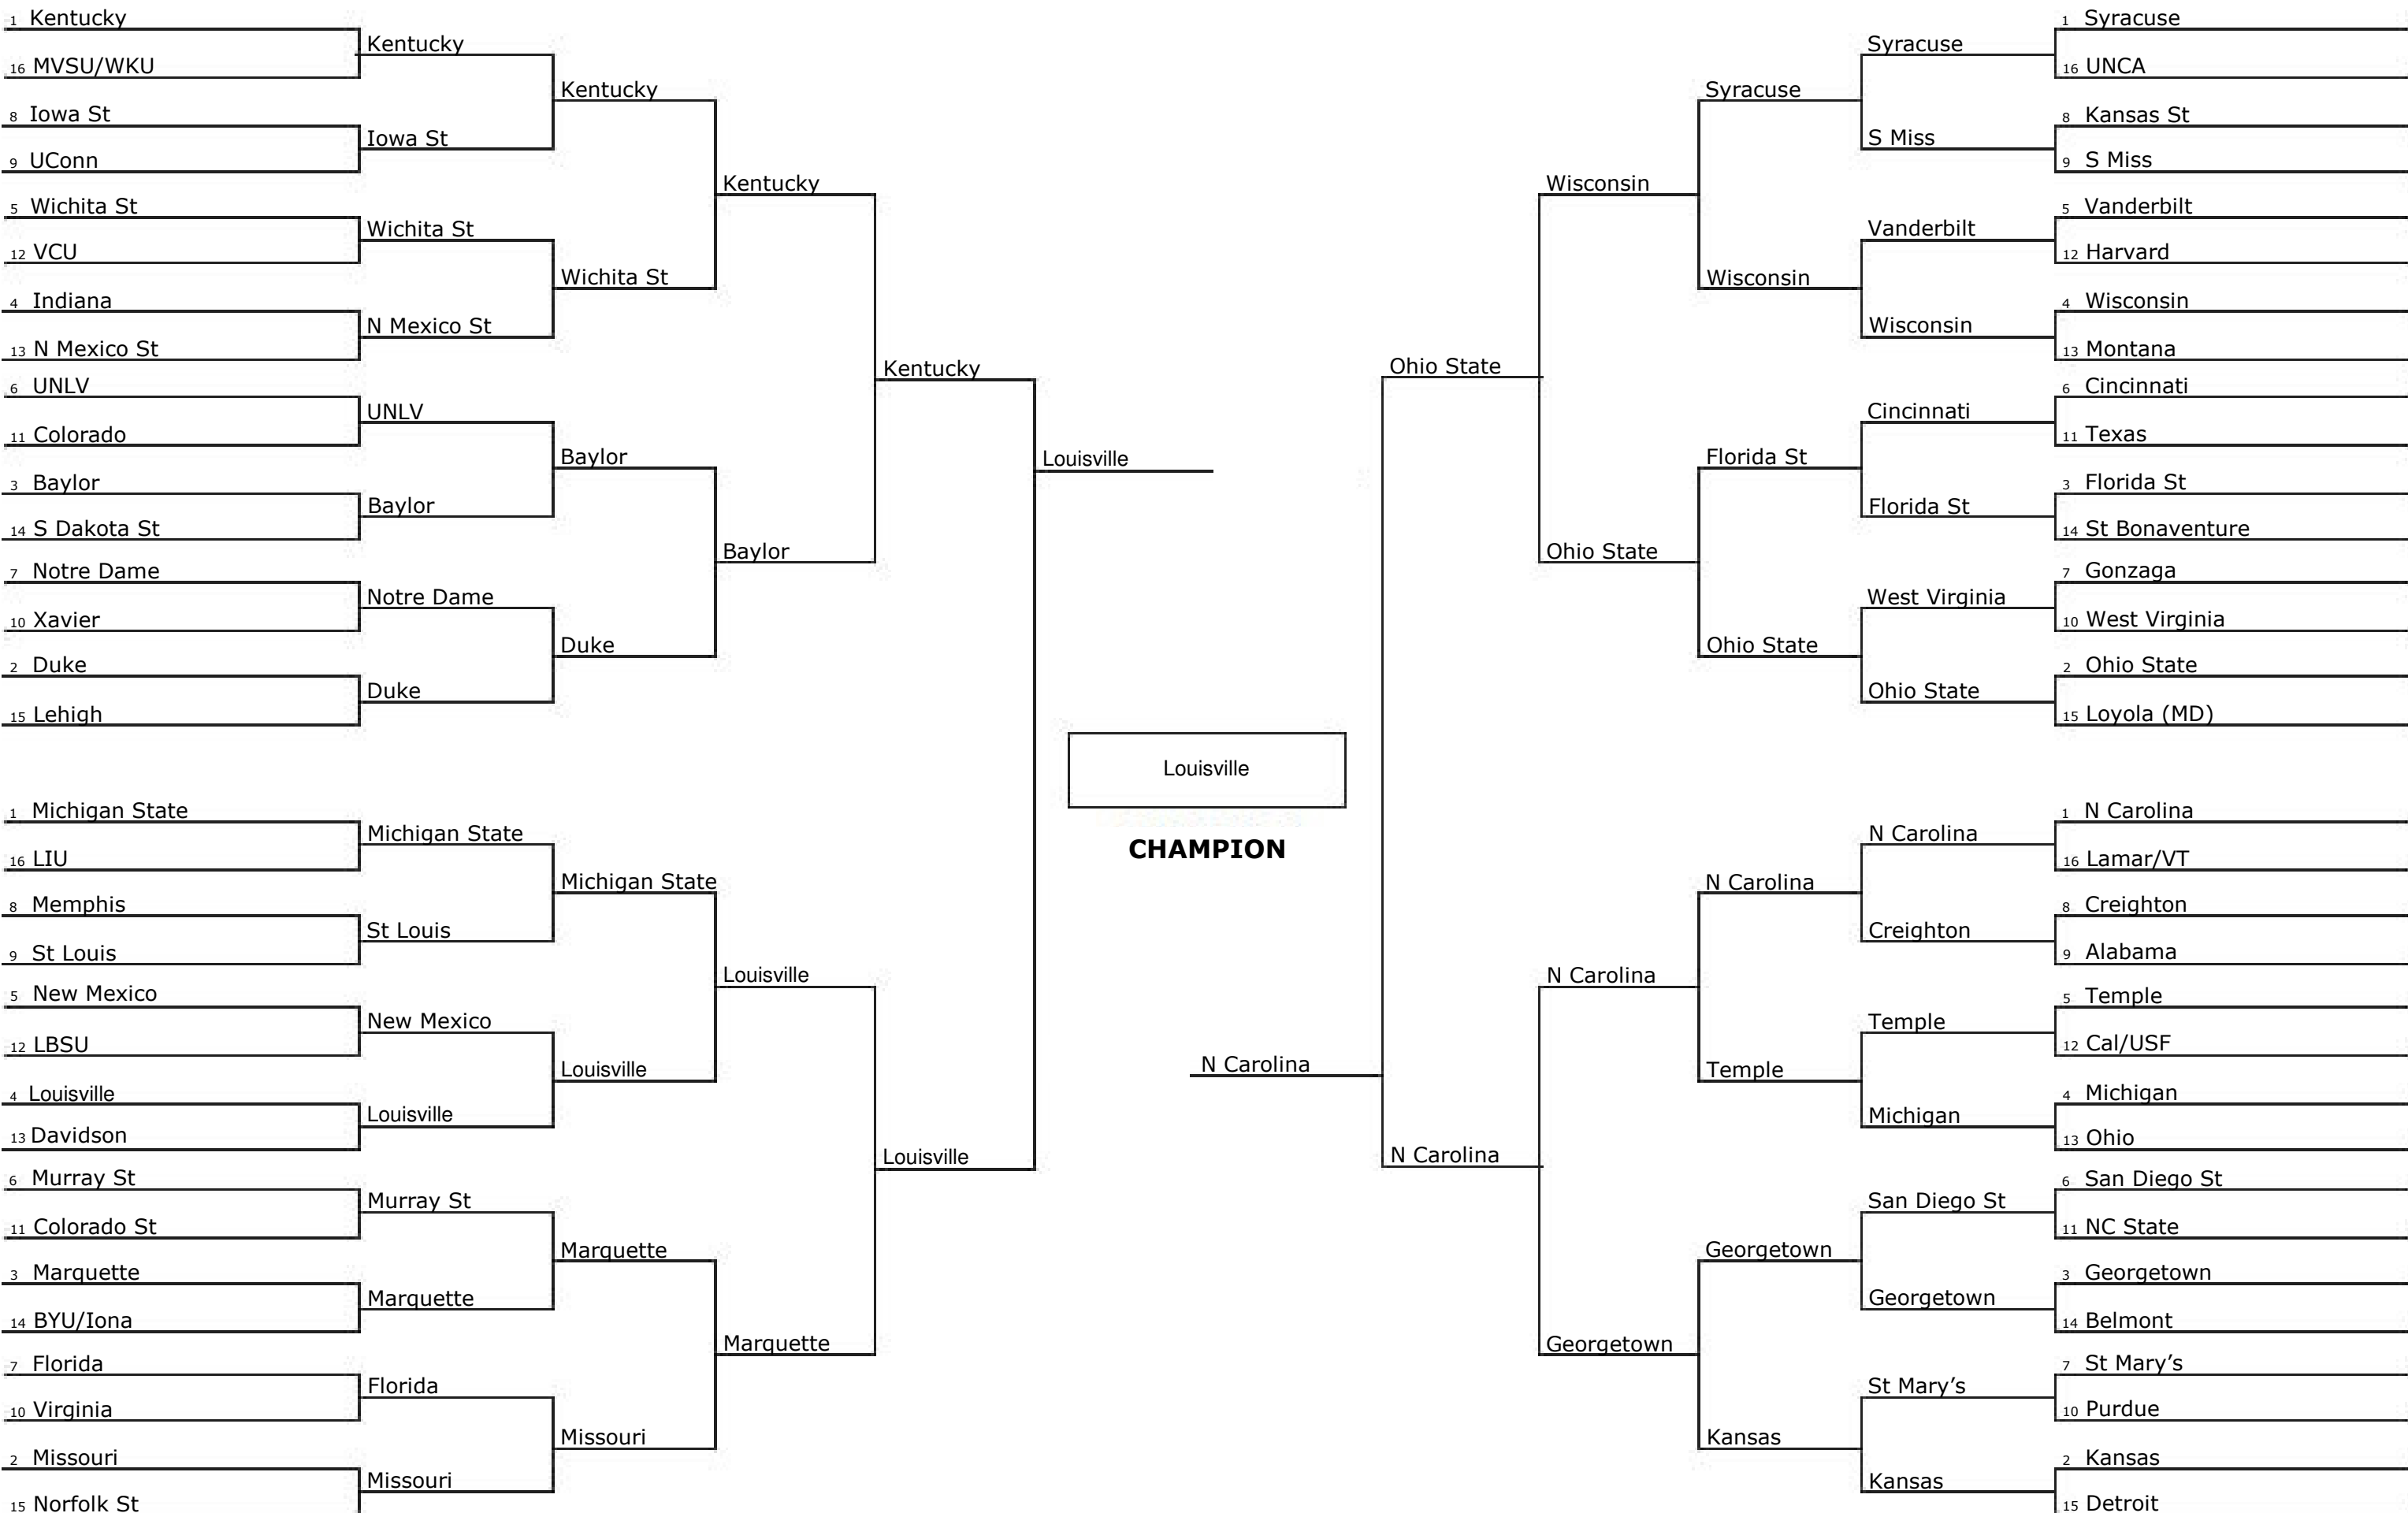 1 Kentucky
16 MVSU/WKU
8 Iowa St
9 UConn
5 Wichita St
12 VCU
4 Indiana
13 N Mexico St
6 UNLV
11 Colorado
3 Baylor
14 S Dakota St
7 Notre Dame
10 Xavier
2 Duke
15 Lehigh
1 Michigan State
16 LIU
8 Memphis
9 St Louis
5 New Mexico
12 LBSU
4 Louisville
13 Davidson
6 Murray St
11 Colorado St
3 Marquette
14 BYU/Iona
7 Florida
10 Virginia
2 Missouri
15 Norfolk St
Kentucky
Iowa St
Wichita St
N Mexico St
UNLV
Baylor
Notre Dame
Duke
Michigan State
St Louis
New Mexico
Louisville
Murray St
Marquette
Florida
Missouri
Kentucky
Wichita St
Baylor
Duke
Michigan State
Louisville
Marquette
Missouri
Kentucky
Baylor
Louisville
Marquette
Kentucky
Louisville
Louisville
Louisville
CHAMPION
N Carolina
Ohio State
N Carolina
Wisconsin
Ohio State
N Carolina
Georgetown
Syracuse
Wisconsin
Florida St
Ohio State
N Carolina
Temple
Georgetown
Kansas
Syracuse
S Miss
Vanderbilt
Wisconsin
Cincinnati
Florida St
West Virginia
Ohio State
N Carolina
Creighton
Temple
Michigan
San Diego St
Georgetown
St Mary’s
Kansas
1 Syracuse
16 UNCA
8 Kansas St
9 S Miss
5 Vanderbilt
12 Harvard
4 Wisconsin
13 Montana
6 Cincinnati
11 Texas
3 Florida St
14 St Bonaventure
7 Gonzaga
10 West Virginia
2 Ohio State
15 Loyola (MD)
1 N Carolina
16 Lamar/VT
8 Creighton
9 Alabama
5 Temple
12 Cal/USF
4 Michigan
13 Ohio
6 San Diego St
11 NC State
3 Georgetown
14 Belmont
7 St Mary’s
10 Purdue
2 Kansas
15 Detroit